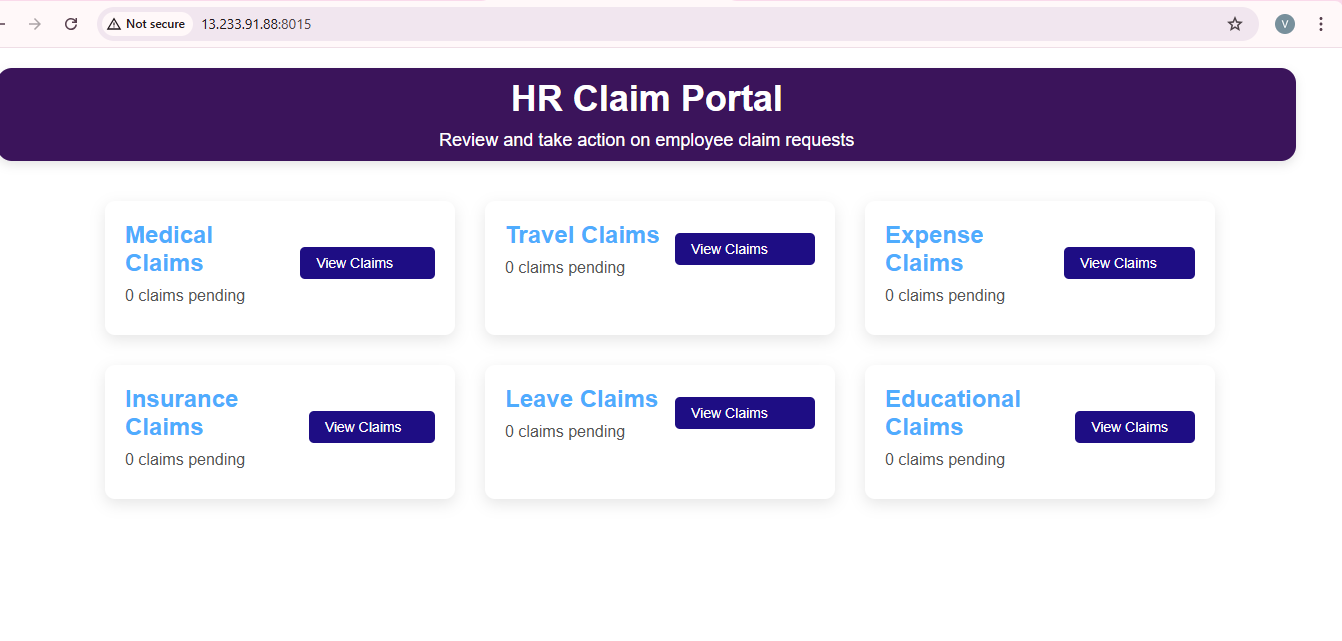 Not secure 13.233.91.88:8015
V
HR Claim Portal
Review and take action on employee claim requests
Medical
Claims
0 claims pending
View Claims
Travel Claims
0 claims pending
View Claims
Expense
Claims
0 claims pending
View Claims
Insurance
Claims
0 claims pending
View Claims
Leave Claims
0 claims pending
View Claims
Educational
Claims
0 claims pending
View Claims